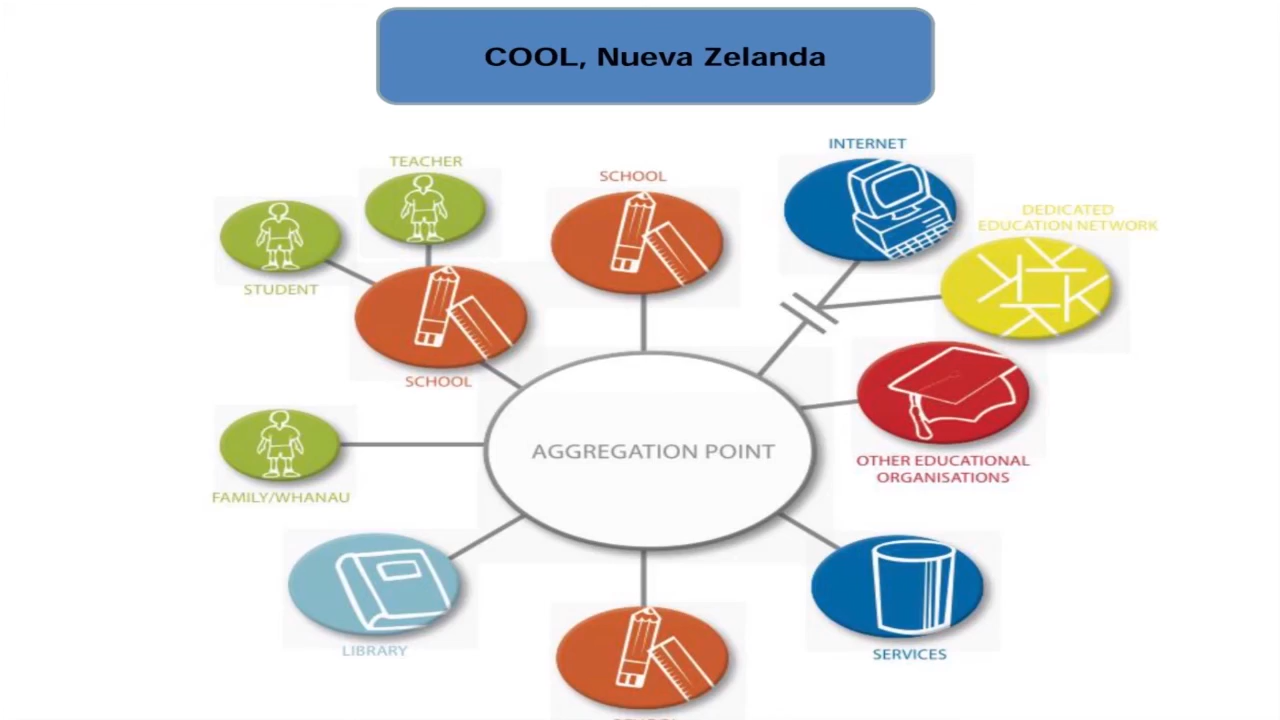 COOL, Nueva Zelanda
INTERNET
TEACHER
SCHOOL
DEDICATED
EDUCATION NETWORK
STUDENT
SCHOOL
AGGREGATION POINT
OTHER EDUCATIONAL
ORGANISATIONS
FAMILY/WHANAU
LIBRARY
SERVICES